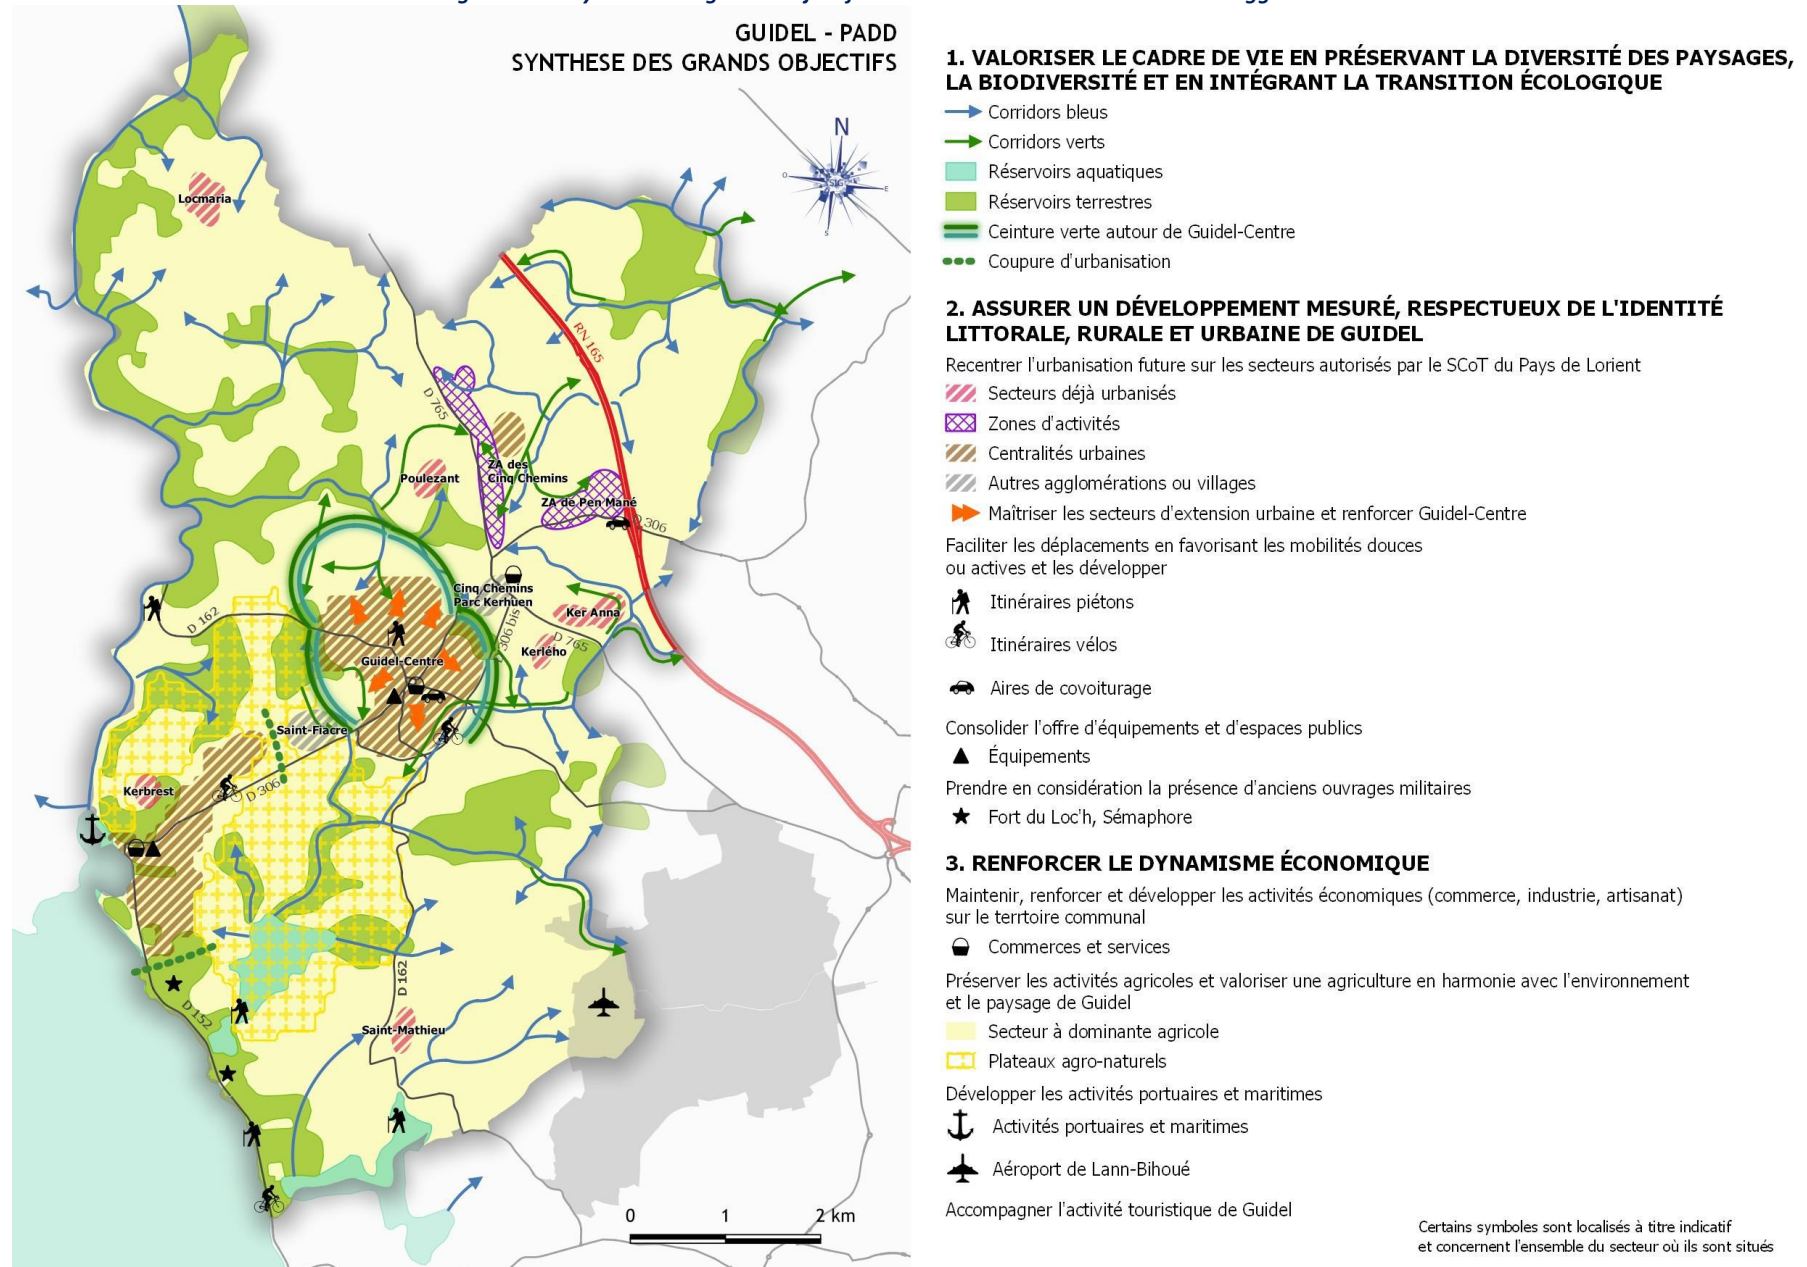 GUIDEL - PADD
SYNTHESE DES GRANDS OBJECTIFS
N
O
E
S
SIG
Locmaria
RN 165
D 765
Poulezant
ZA des
Cinq Chemins
ZA de Pen Mané
D 306
Cinq Chemins
Parc Kerhuen
Ker Anna
D 162
D 306 bis
D 765
Kerlého
Guidel-Centre
Saint-Fiacre
Kerbrest
D 306
D 162
D 152
Saint-Mathieu
0 1 2 km
1. VALORISER LE CADRE DE VIE EN PRÉSERVANT LA DIVERSITÉ DES PAYSAGES,
LA BIODIVERSITÉ ET EN INTÉGRANT LA TRANSITION ÉCOLOGIQUE
Corridors bleus
Corridors verts
Réservoirs aquatiques
Réservoirs terrestres
Ceinture verte autour de Guidel-Centre
Coupure d'urbanisation
2. ASSURER UN DÉVELOPPEMENT MESURÉ, RESPECTUEUX DE L'IDENTITÉ
LITTORALE, RURALE ET URBAINE DE GUIDEL
Recentrer l'urbanisation future sur les secteurs autorisés par le SCoT du Pays de Lorient
Secteurs déjà urbanisés
Zones d'activités
Centralités urbaines
Autres agglomérations ou villages
Maîtriser les secteurs d'extension urbaine et renforcer Guidel-Centre
Faciliter les déplacements en favorisant les mobilités douces
ou actives et les développer
Itinéraires piétons
Itinéraires vélos
Aires de covoiturage
Consolider l'offre d'équipements et d'espaces publics
Équipements
Prendre en considération la présence d'anciens ouvrages militaires
Fort du Loc'h, Sémaphore
3. RENFORCER LE DYNAMISME ÉCONOMIQUE
Maintenir, renforcer et développer les activités économiques (commerce, industrie, artisanat)
sur le terrtoire communal
Commerces et services
Préserver les activités agricoles et valoriser une agriculture en harmonie avec l'environnement
et le paysage de Guidel
Secteur à dominante agricole
Plateaux agro-naturels
Développer les activités portuaires et maritimes
Activités portuaires et maritimes
Aéroport de Lann-Bihoué
Accompagner l'activité touristique de Guidel
Certains symboles sont localisés à titre indicatif
et concernent l'ensemble du secteur où ils sont situés